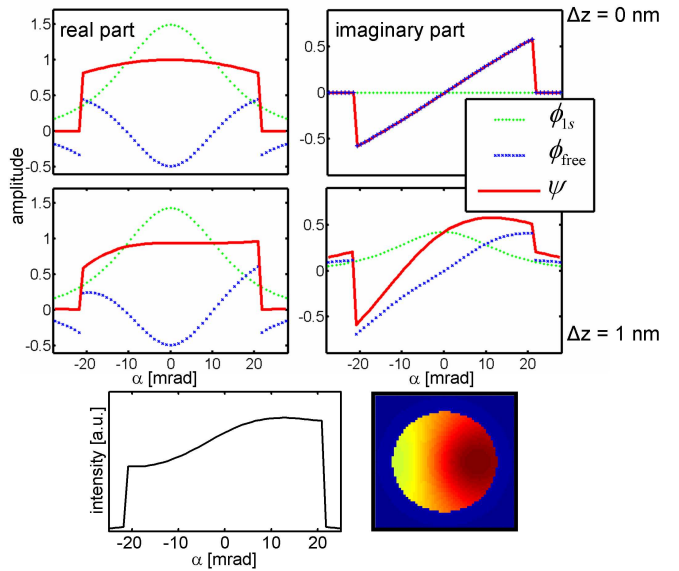 real part
imaginary part
Δz = 0 nm
1.5
1
0.5
0
-0.5
0.5
0
-0.5
ϕ1s
ϕfree
ψ
amplitude
1.5
1
0.5
0
-0.5
0.5
0
-0.5
Δz = 1 nm
-20 -10 0 10 20
-20 -10 0 10 20
α [mrad]
α [mrad]
intensity [a.u.]
-20 -10 0 10 20
α [mrad]